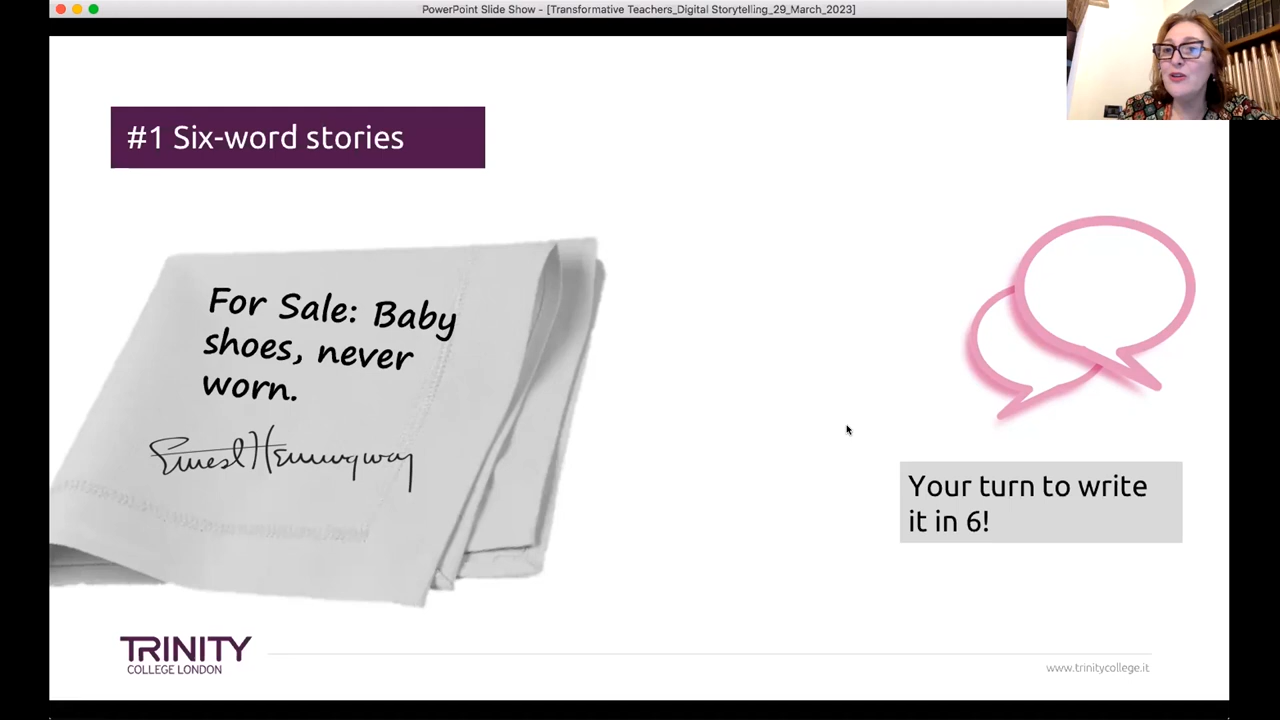 PowerPoint Slide Show - [Transformative Teachers_Digital Storytelling_29_March_2023]
#1 Six-word stories
For Sale: Baby
shoes, never
worn.
Ernest Hemingway
Your turn to write
it in 6!
TRINITY
COLLEGE LONDON
www.trinitycollege.it